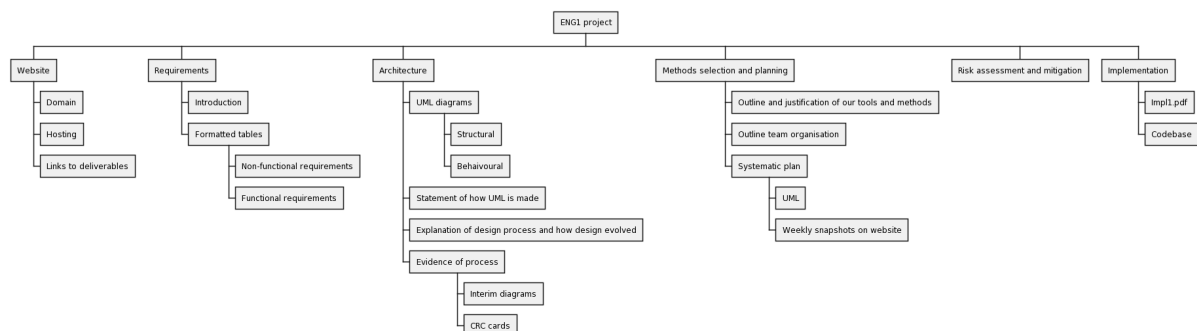 ENG1 project
Website
Domain
Hosting
Links to deliverables
Requirements
Introduction
Formatted tables
Non-functional requirements
Functional requirements
Architecture
UML diagrams
Structural
Behaivoural
Statement of how UML is made
Explanation of design process and how design evolved
Evidence of process
Interim diagrams
CRC cards
Methods selection and planning
Outline and justification of our tools and methods
Outline team organisation
Systematic plan
UML
Weekly snapshots on website
Risk assessment and mitigation
Implementation
Impl1.pdf
Codebase